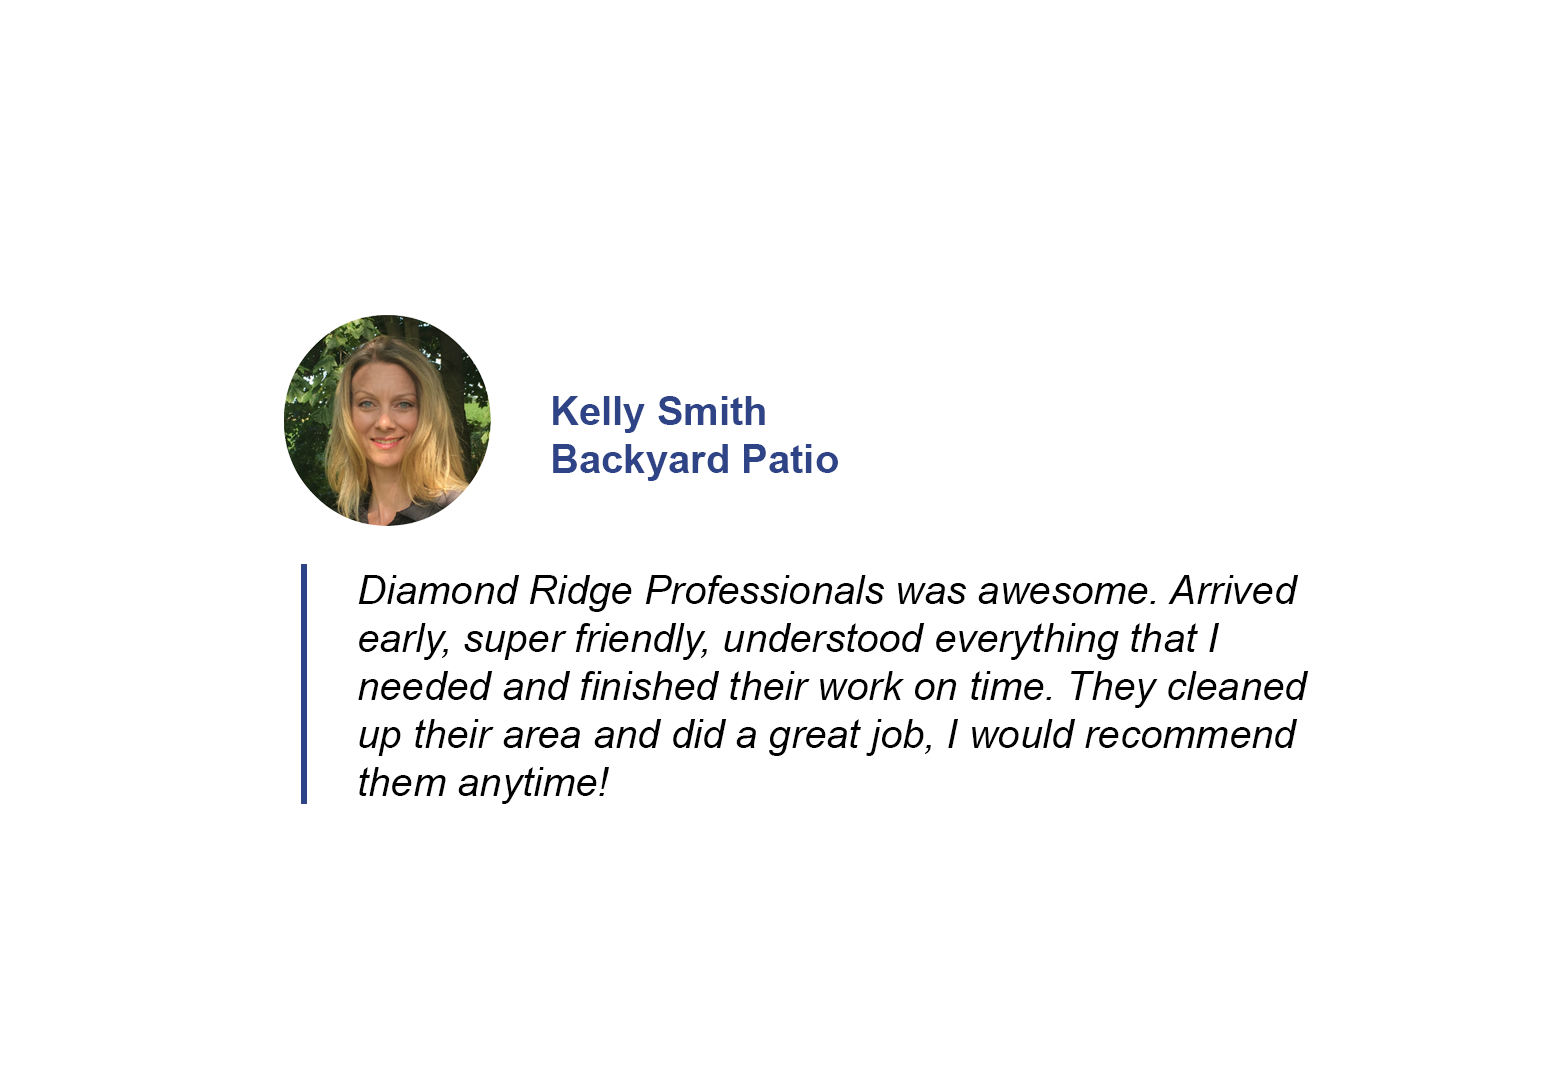 Kelly Smith
Backyard Patio
Diamond Ridge Professionals was awesome. Arrived
early, super friendly, understood everything that I
needed and finished their work on time. They cleaned
up their area and did a great job, I would recommend
them anytime!